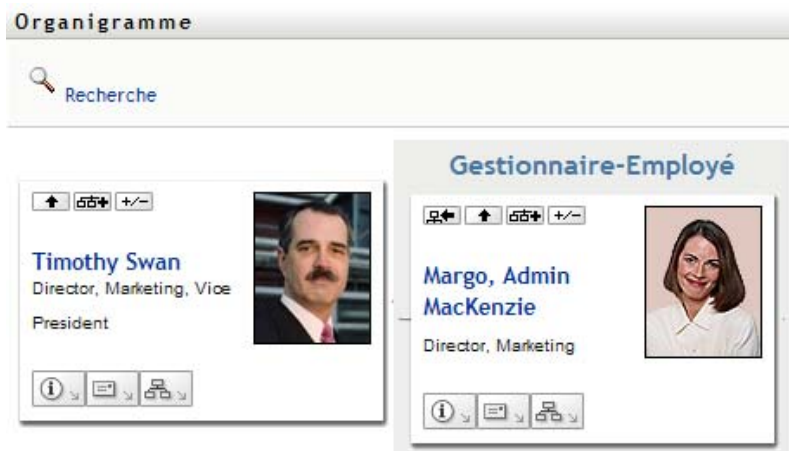 Organigramme
Recherche
Gestionnaire-Employé
+/-
Timothy Swan
Director, Marketing, Vice
President
+/-
Margo, Admin
MacKenzie
Director, Marketing